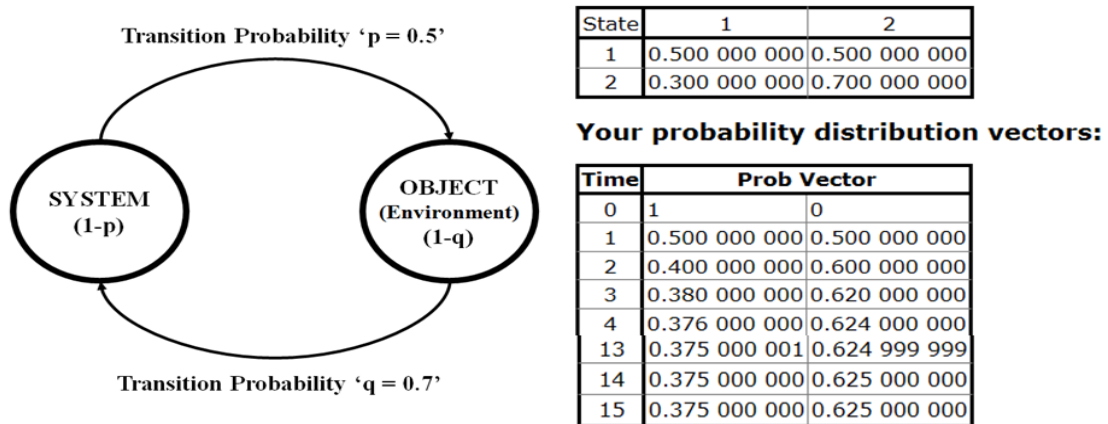 Transition Probability ‘p = 0.5’
SYSTEM
(1-p)
OBJECT
(Environment)
(1-q)
Transition Probability ‘q = 0.7’
State 1 2
1 0.500 000 000 0.500 000 000
2 0.300 000 000 0.700 000 000
Your probability distribution vectors:
Time Prob Vector
0 1 0
1 0.500 000 000 0.500 000 000
2 0.400 000 000 0.600 000 000
3 0.380 000 000 0.620 000 000
4 0.376 000 000 0.624 000 000
13 0.375 000 001 0.624 999 999
14 0.375 000 000 0.625 000 000
15 0.375 000 000 0.625 000 000